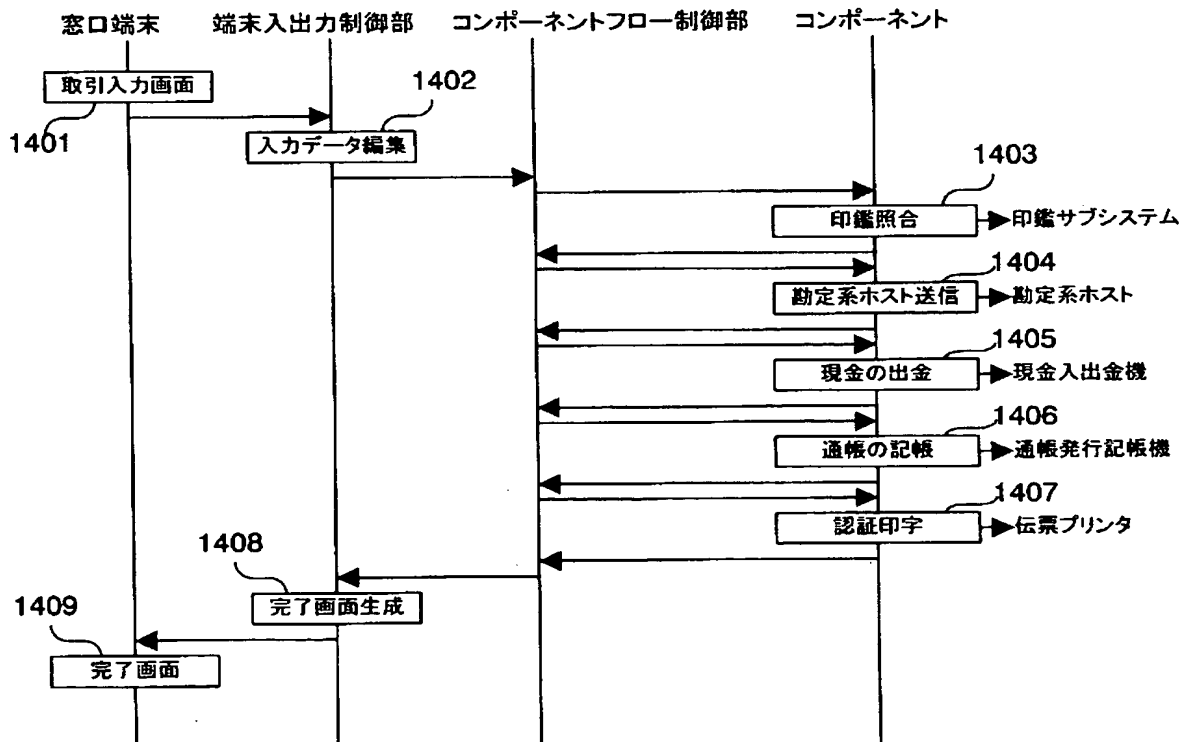 窓口端末
端末入出力制御部
コンポーネントフロー制御部
コンポーネント
取引入力画面
1401
1402
入力データ編集
1403
印鑑照合
印鑑サブシステム
1404
勘定系ホスト送信
勘定系ホスト
1405
現金の出金
現金入出金機
1406
通帳の記帳
通帳発行記帳機
1407
認証印字
伝票プリンタ
1408
完了画面生成
1409
完了画面